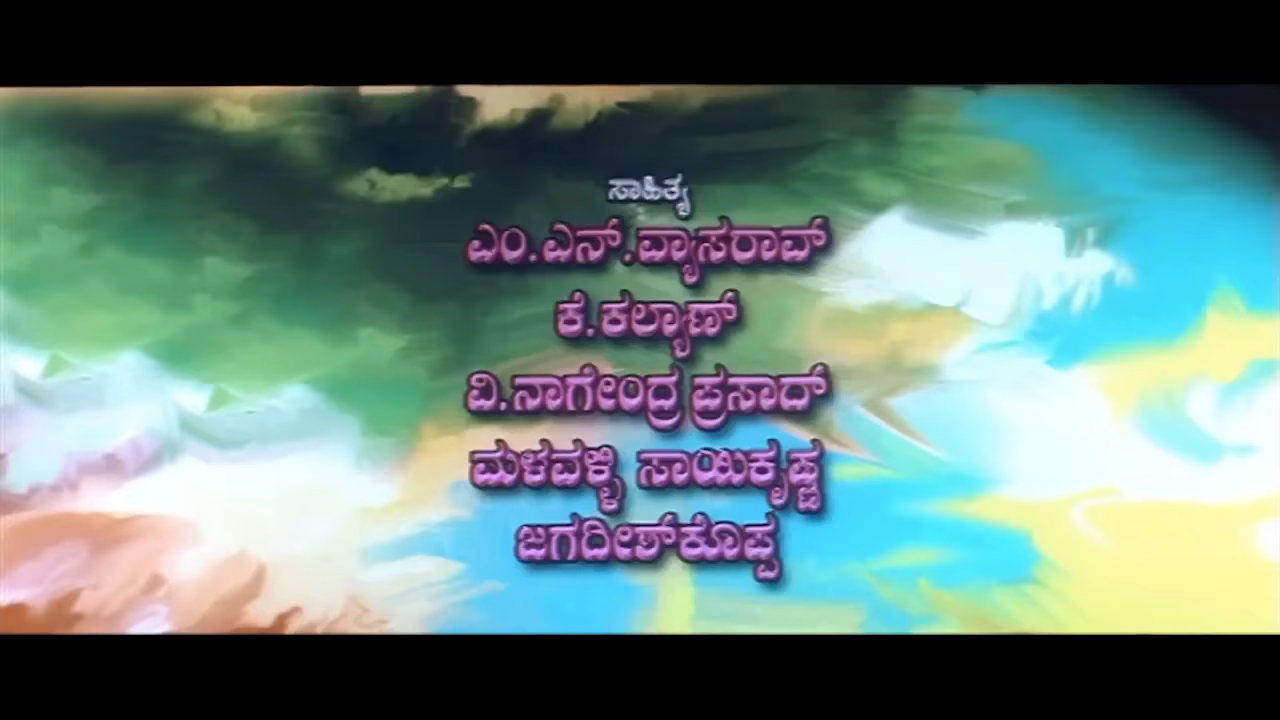 ಸಾಹಿತ್ಯ
ಎಂ.ಎನ್.ವ್ಯಾಸರಾವ್
ಕೆ.ಕಲ್ಯಾಣ್
ವಿ.ನಾಗೇಂದ್ರ ಪ್ರಸಾದ್
ಮಳವಳ್ಳಿ ಸಾಯಿಕೃಷ್ಣ
ಜಗದೀಶ್‌ಕೊಪ್ಪ